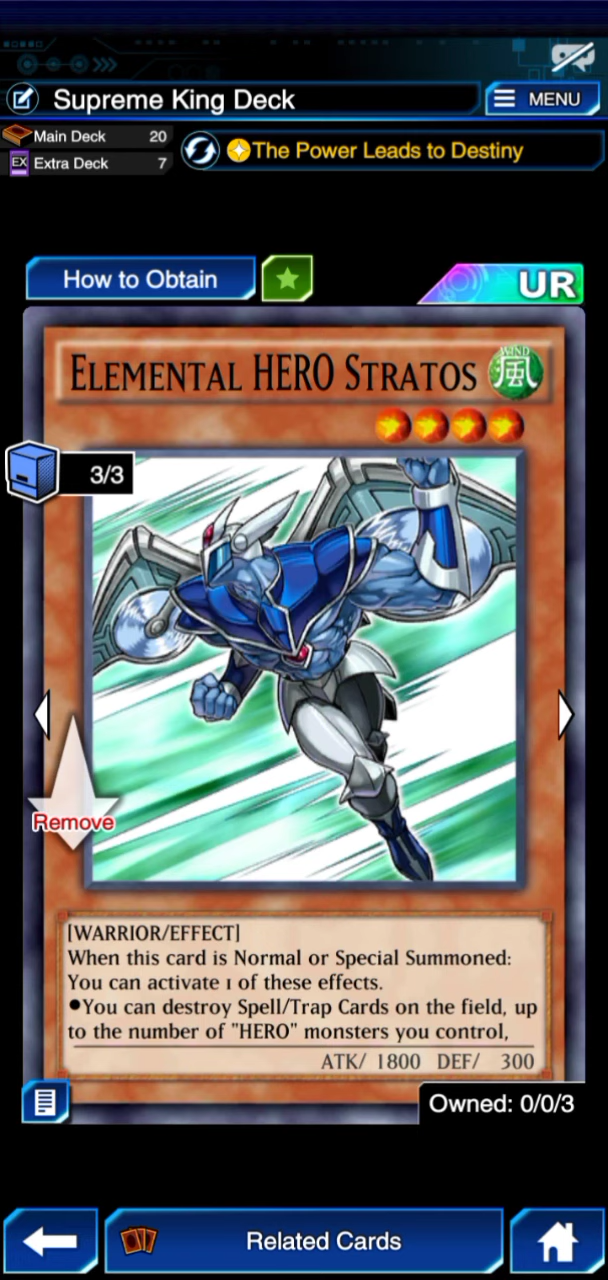 Supreme King Deck
MENU
Main Deck 20
EX Extra Deck 7
The Power Leads to Destiny
How to Obtain
UR
ELEMENTAL HERO STRATOS
WIND
風
3/3
Remove
[WARRIOR/EFFECT]
When this card is Normal or Special Summoned:
You can activate 1 of these effects.
●You can destroy Spell/Trap Cards on the field, up
to the number of "HERO" monsters you control,
ATK/ 1800 DEF/ 300
Owned: 0/0/3
Related Cards